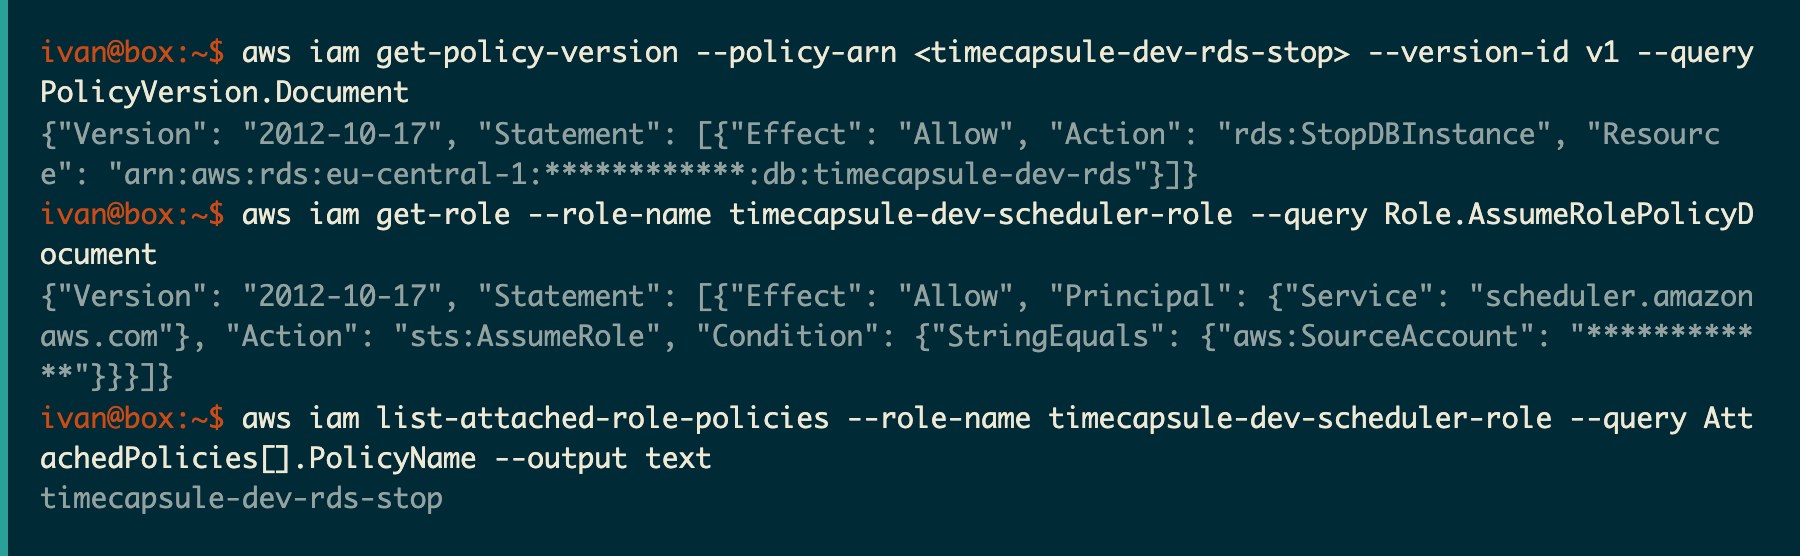 ivan@box:~$ aws iam get-policy-version --policy-arn <timecapsule-dev-rds-stop> --version-id v1 --query
PolicyVersion.Document
{"Version": "2012-10-17", "Statement": [{"Effect": "Allow", "Action": "rds:StopDBInstance", "Resourc
e": "arn:aws:rds:eu-central-1:************:db:timecapsule-dev-rds"}]}
ivan@box:~$ aws iam get-role --role-name timecapsule-dev-scheduler-role --query Role.AssumeRolePolicyD
ocument
{"Version": "2012-10-17", "Statement": [{"Effect": "Allow", "Principal": {"Service": "scheduler.amazon
aws.com"}, "Action": "sts:AssumeRole", "Condition": {"StringEquals": {"aws:SourceAccount": "**********
**"}}}]}
ivan@box:~$ aws iam list-attached-role-policies --role-name timecapsule-dev-scheduler-role --query Att
achedPolicies[].PolicyName --output text
timecapsule-dev-rds-stop